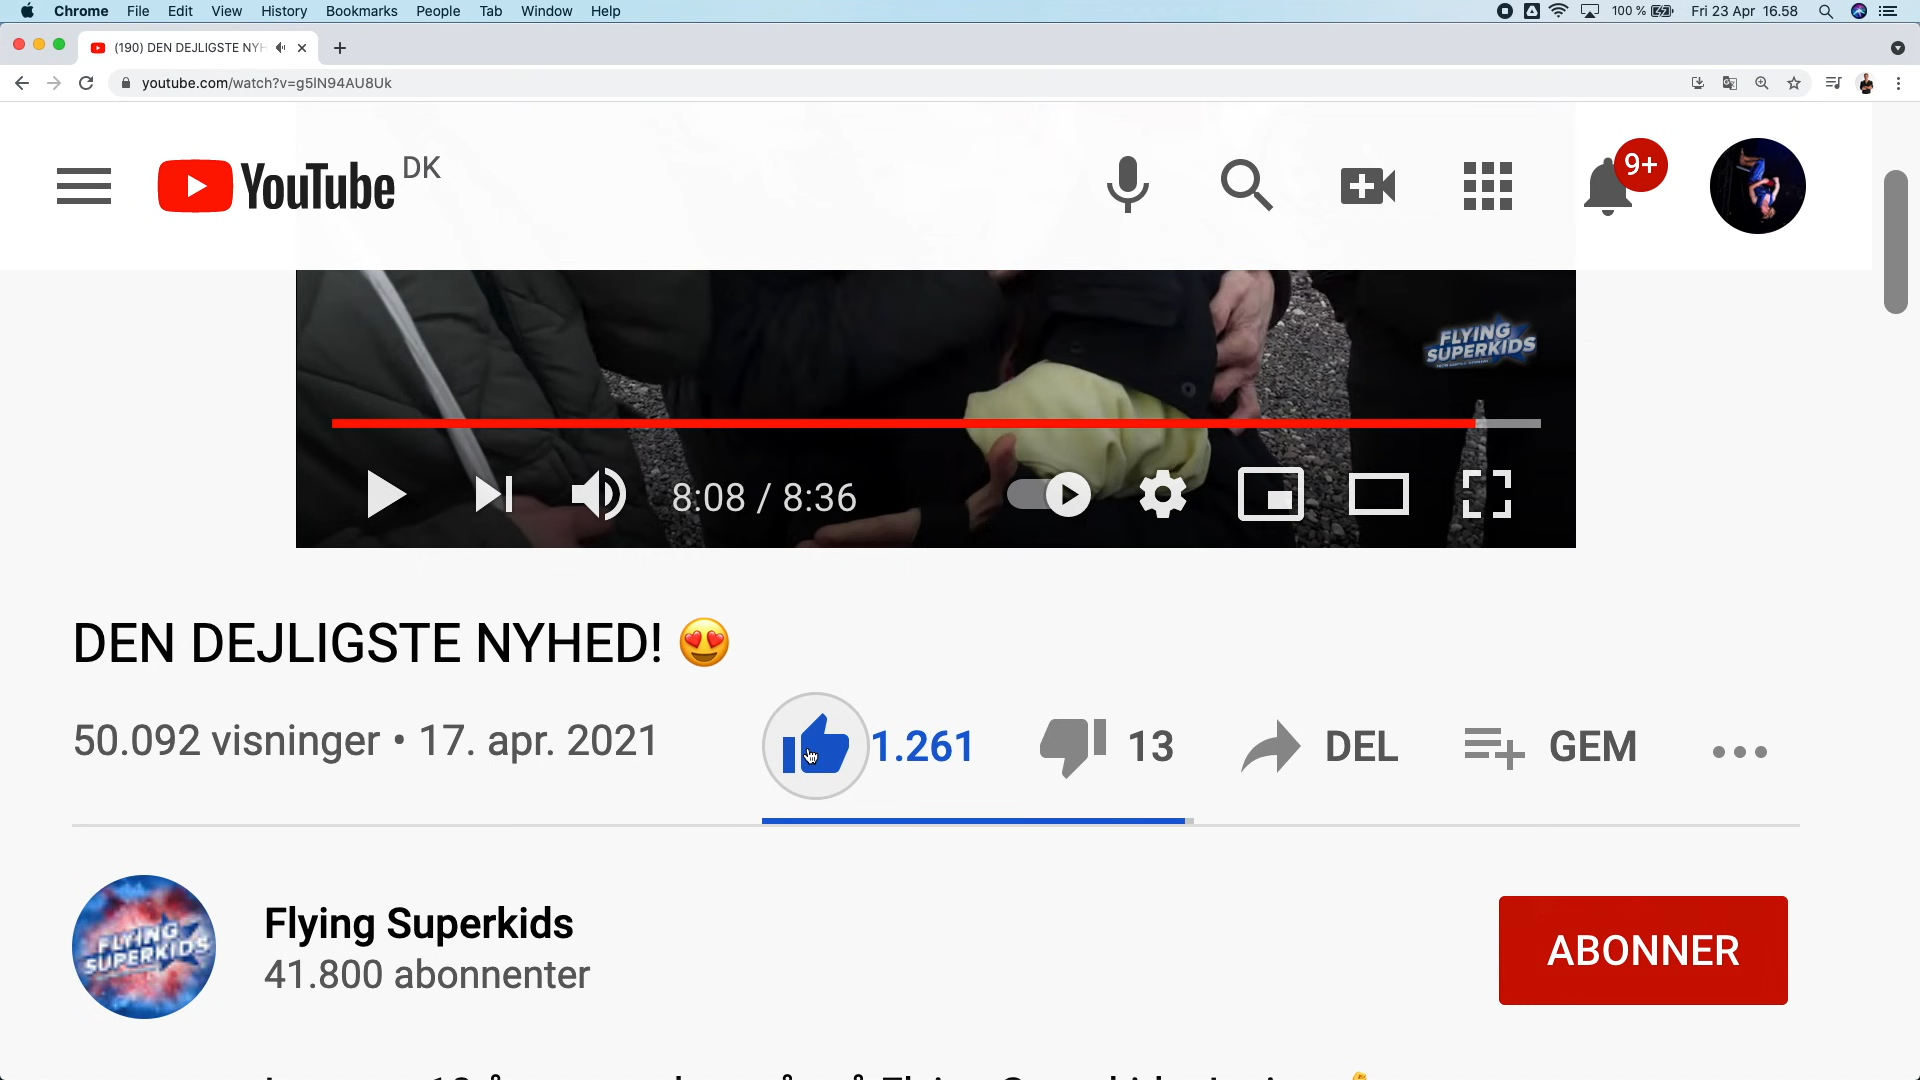 Chrome File Edit View History Bookmarks People Tab Window Help 100 % Fri 23 Apr 16.58
(190) DEN DEJLIGSTE NYH
youtube.com/watch?v=g5lN94AU8Uk
YouTube DK 9+
FLYING
SUPERKIDS
8:08 / 8:36
DEN DEJLIGSTE NYHED! 😍
50.092 visninger • 17. apr. 2021 1.261 13 DEL GEM
FLYING
SUPERKIDS
Flying Superkids
41.800 abonnenter
ABONNER